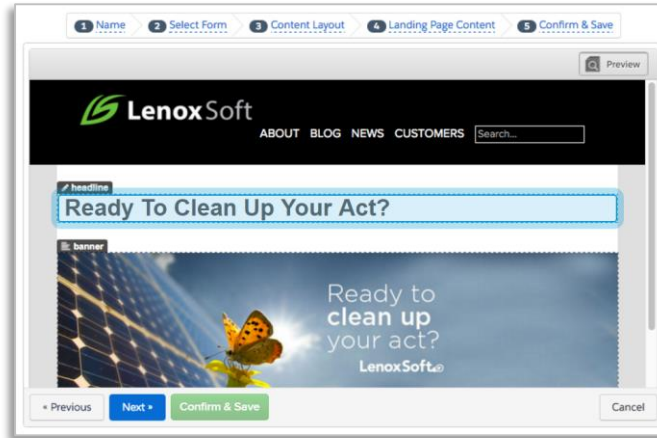 1 Name 2 Select Form 3 Content Layout 4 Landing Page Content 5 Confirm & Save
Preview
LenoxSoft
ABOUT BLOG NEWS CUSTOMERS Search...
headline
Ready To Clean Up Your Act?
banner
Ready to
clean up
your act?
LenoxSoft
« Previous Next » Confirm & Save Cancel